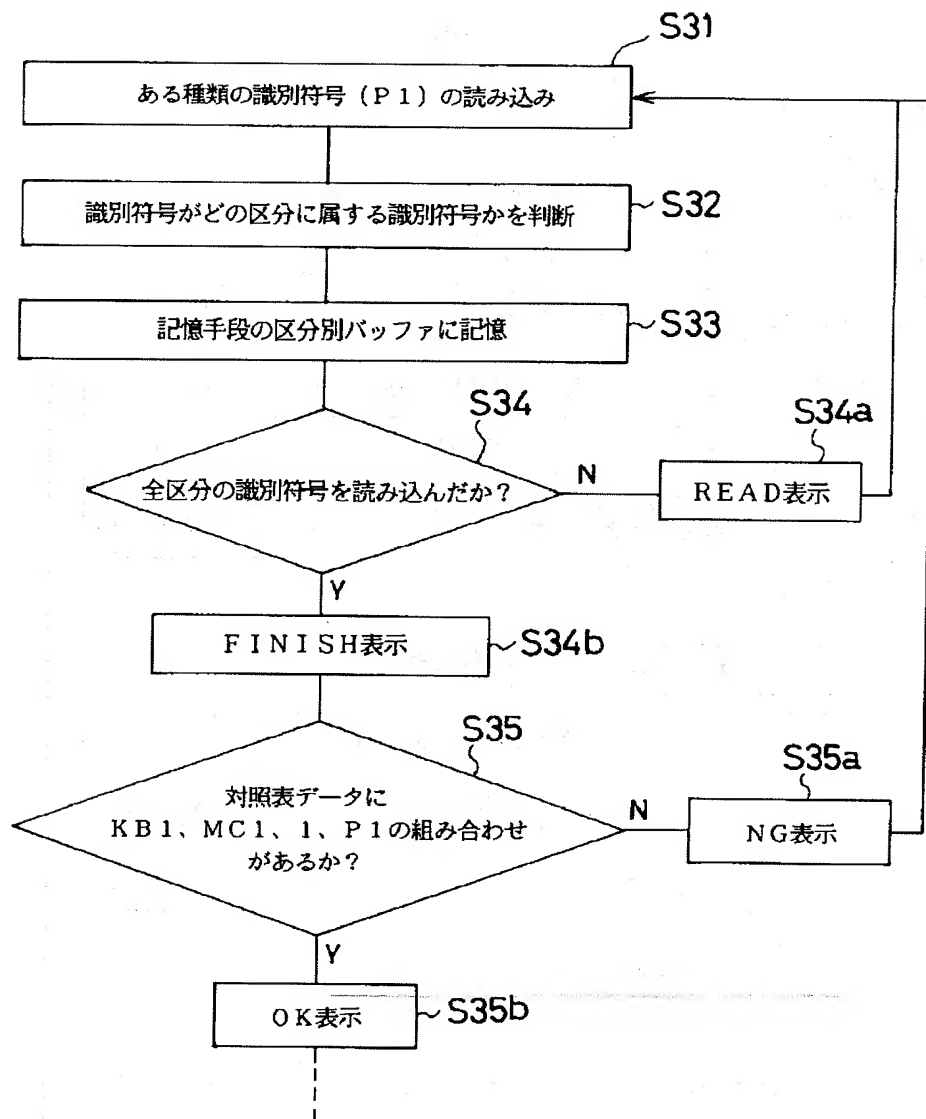 S31
ある種類の識別符号(P1)の読み込み
識別符号がどの区分に属する識別符号かを判断
S32
記憶手段の区分別バッファに記憶
S33
S34
S34a
全区分の識別符号を読み込んだか?
N
READ表示
Y
FINISH表示
S34b
S35
S35a
対照表データに
KB1、MC1、1、P1の組み合わせ
があるか?
N
NG表示
Y
OK表示
S35b